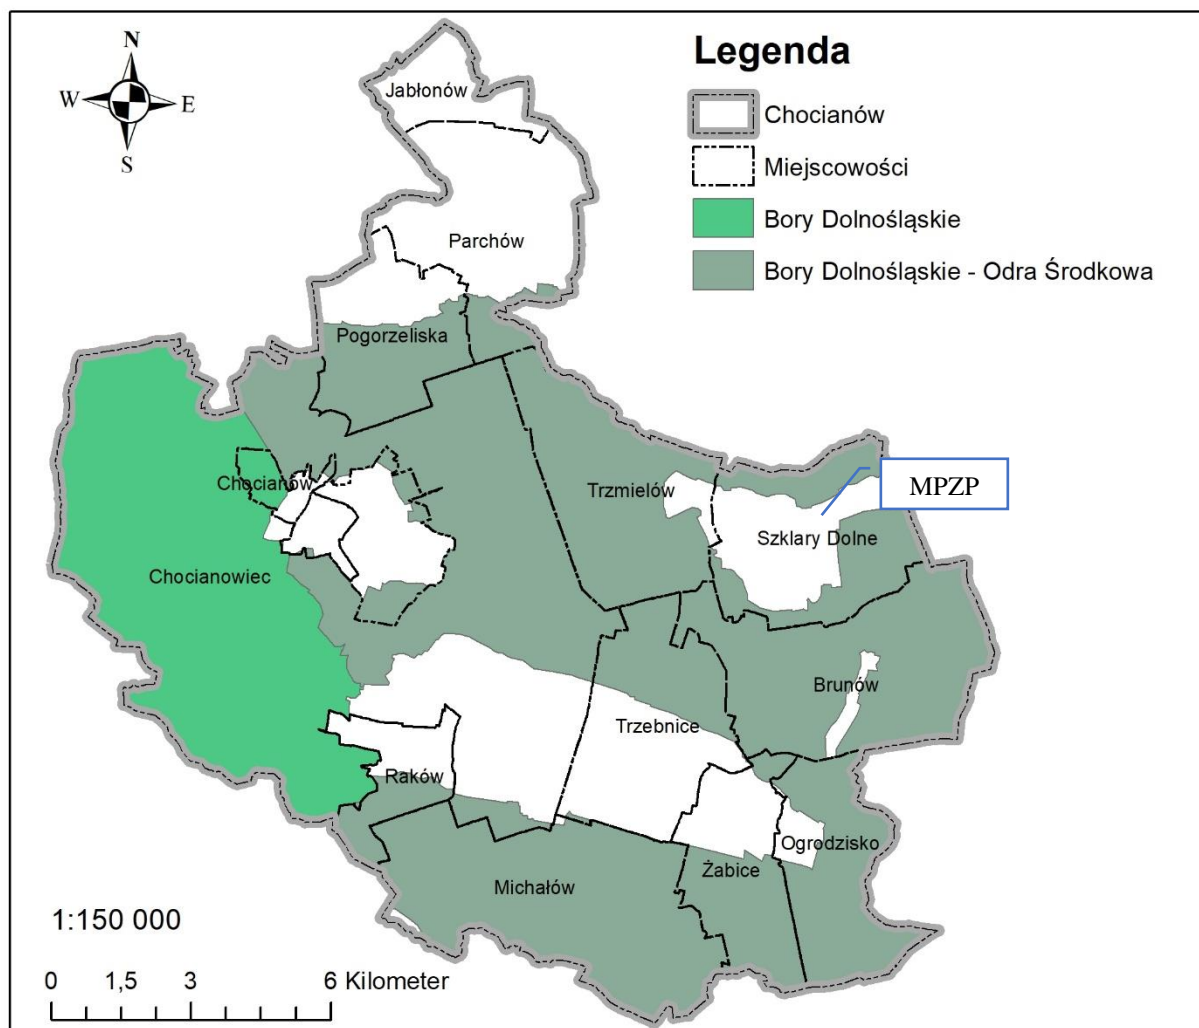 N
W
E
S
Legenda
Chocianów
Miejscowości
Bory Dolnośląskie
Bory Dolnośląskie - Odra Środkowa
Jabłonów
Parchów
Pogorzeliska
Chocianów
Trzmielów
MPZP
Szklary Dolne
Chocianowiec
Brunów
Trzebnice
Raków
Ogrodzisko
Żabice
Michałów
1:150 000
0 1,5 3 6 Kilometer